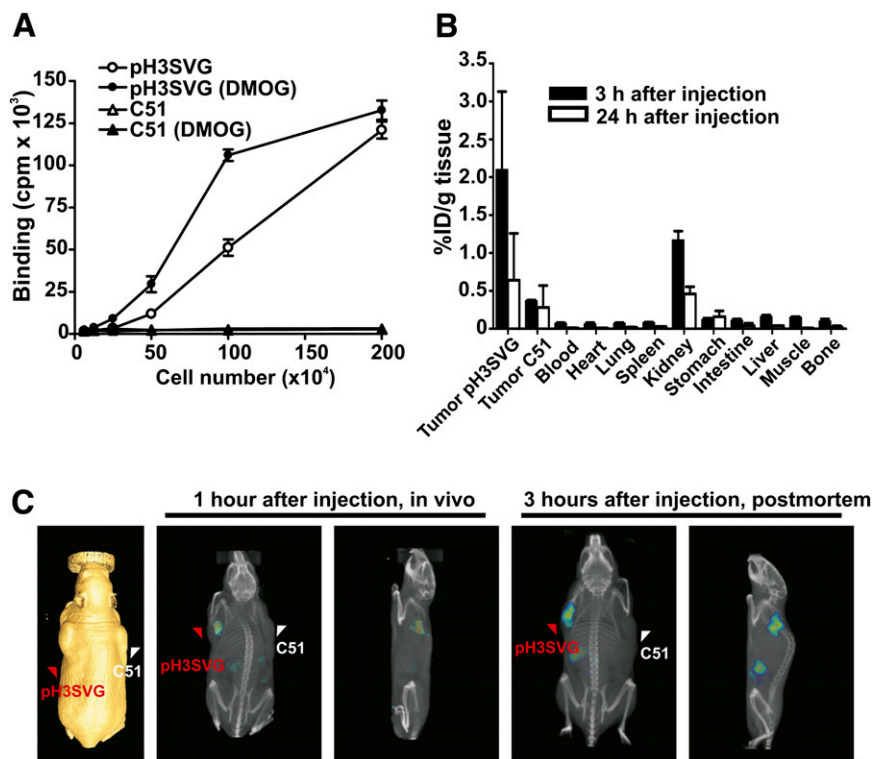 A
pH3SVG
pH3SVG (DMOG)
C51
C51 (DMOG)
150
125
100
75
50
25
0
0
50
100
200
Binding (cpm x 10³)
Cell number (x10⁴)
B
3.5
3.0
2.5
2.0
1.5
1.0
0.5
0
%ID/g tissue
3 h after injection
24 h after injection
Tumor pH3SVG
Tumor C51
Blood
Heart
Lung
Spleen
Kidney
Stomach
Intestine
Liver
Muscle
Bone
C
1 hour after injection, in vivo
3 hours after injection, postmortem
pH3SVG
C51
pH3SVG
C51
pH3SVG
C51